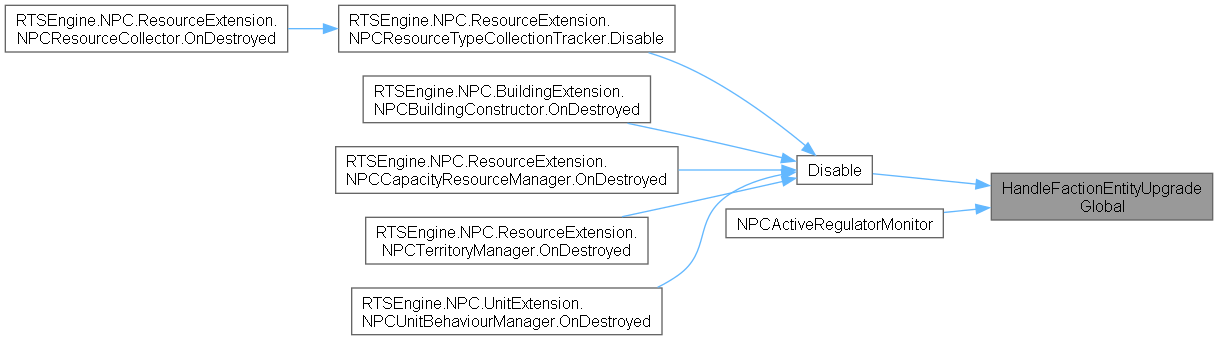 RTSEngine.NPC.ResourceExtension.
NPCResourceCollector.OnDestroyed
RTSEngine.NPC.ResourceExtension.
NPCResourceTypeCollectionTracker.Disable
RTSEngine.NPC.BuildingExtension.
NPCBuildingConstructor.OnDestroyed
RTSEngine.NPC.ResourceExtension.
NPCCapacityResourceManager.OnDestroyed
RTSEngine.NPC.ResourceExtension.
NPCTerritoryManager.OnDestroyed
RTSEngine.NPC.UnitExtension.
NPCUnitBehaviourManager.OnDestroyed
Disable
NPCActiveRegulatorMonitor
HandleFactionEntityUpgrade
Global